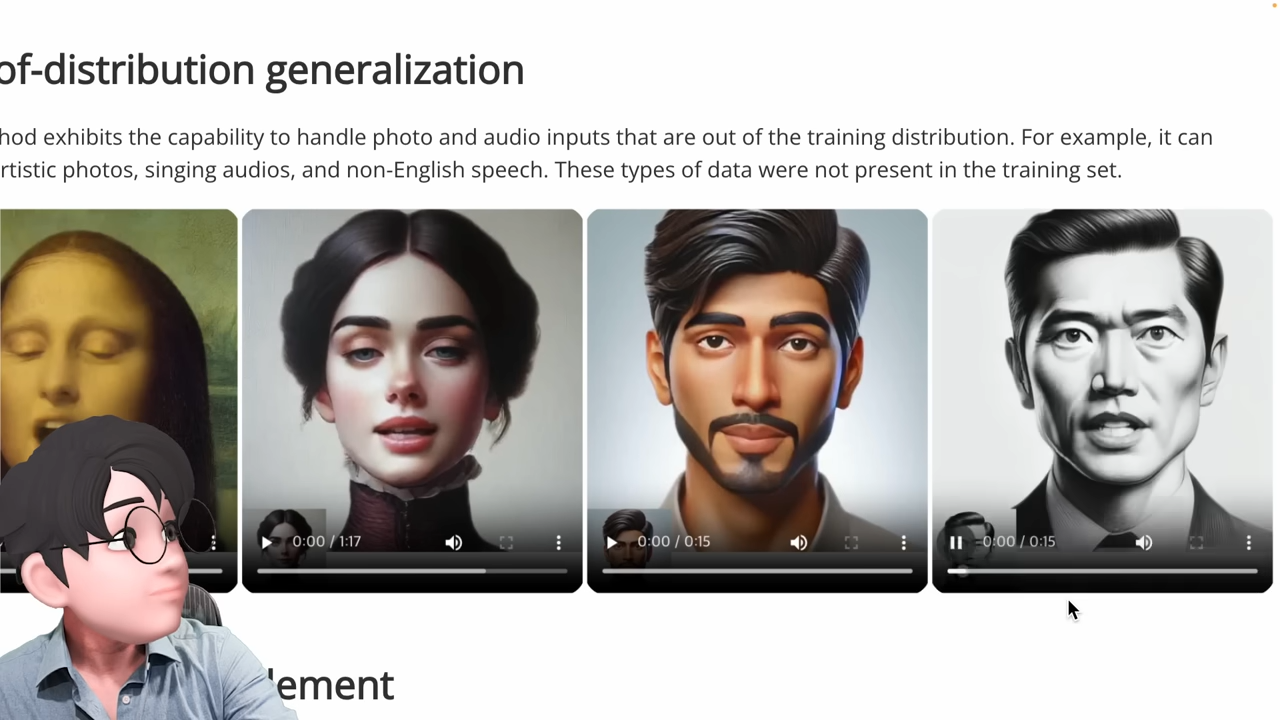 of-distribution generalization
hod exhibits the capability to handle photo and audio inputs that are out of the training distribution. For example, it can
rtistic photos, singing audios, and non-English speech. These types of data were not present in the training set.
0:00 / 1:17
0:00 / 0:15
0:00 / 0:15
lement